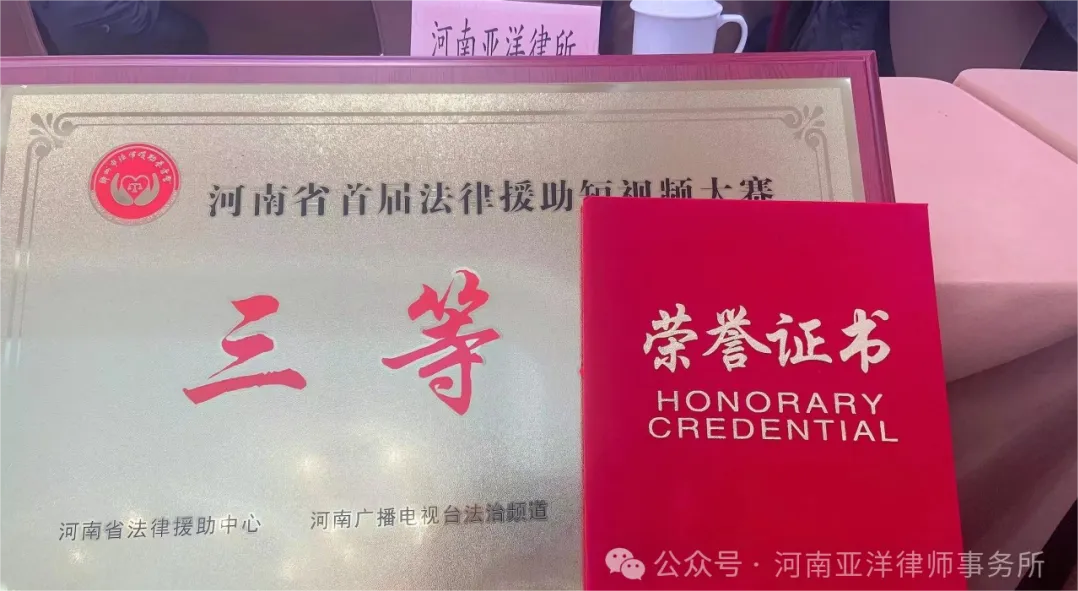 河南亚洋律所
河南省首届法律援助短视频大赛
三等
荣誉证书
HONORARY
CREDENTIAL
河南省法律援助中心
河南广播电视台法治频道
公众号·河南亚洋律师事务所